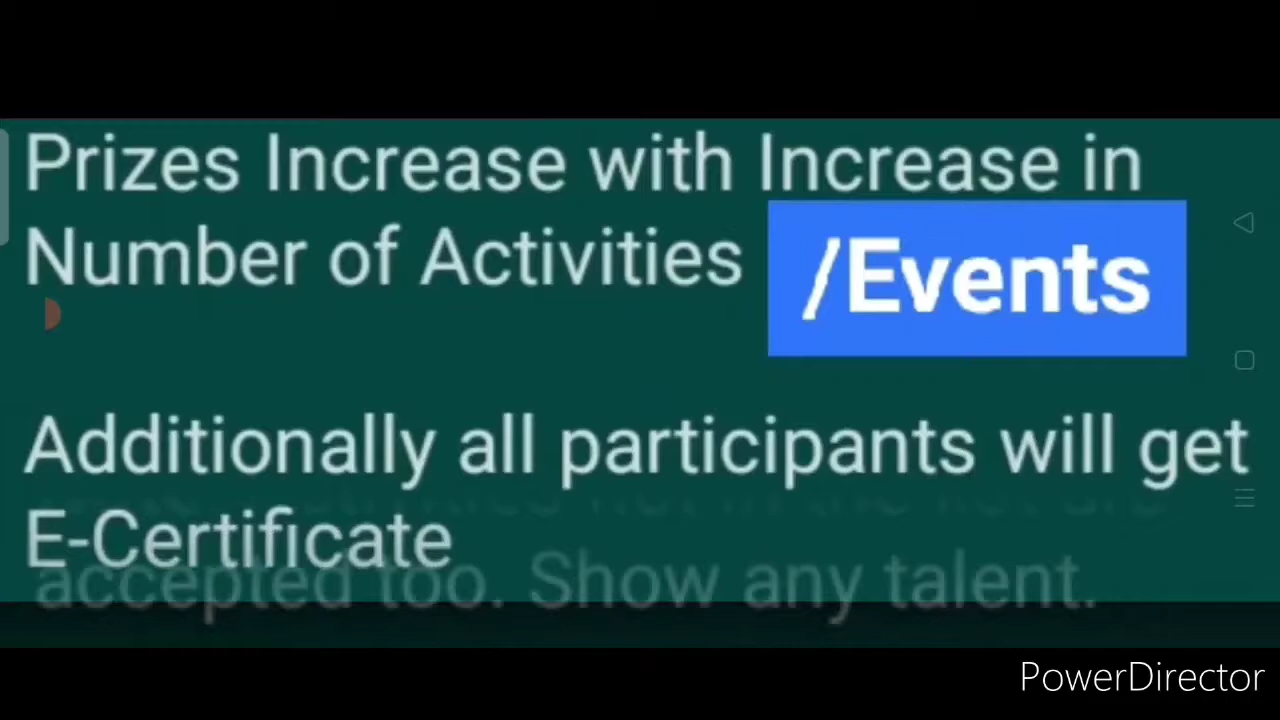 Prizes Increase with Increase in
Number of Activities /Events
Additionally all participants will get
E-Certificate
accepted too. Show any talent.
PowerDirector